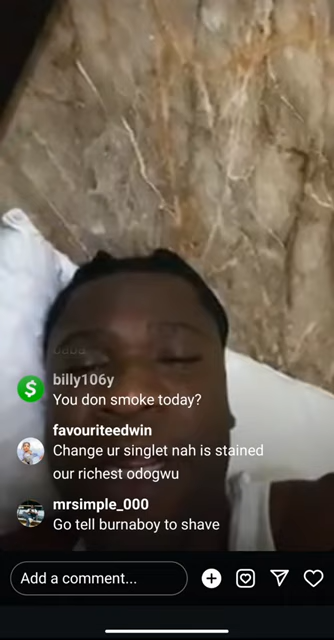 baba
billy106y
You don smoke today?
favouriteedwin
Change ur singlet nah is stained
our richest odogwu
mrsimple_000
Go tell burnaboy to shave
Add a comment...